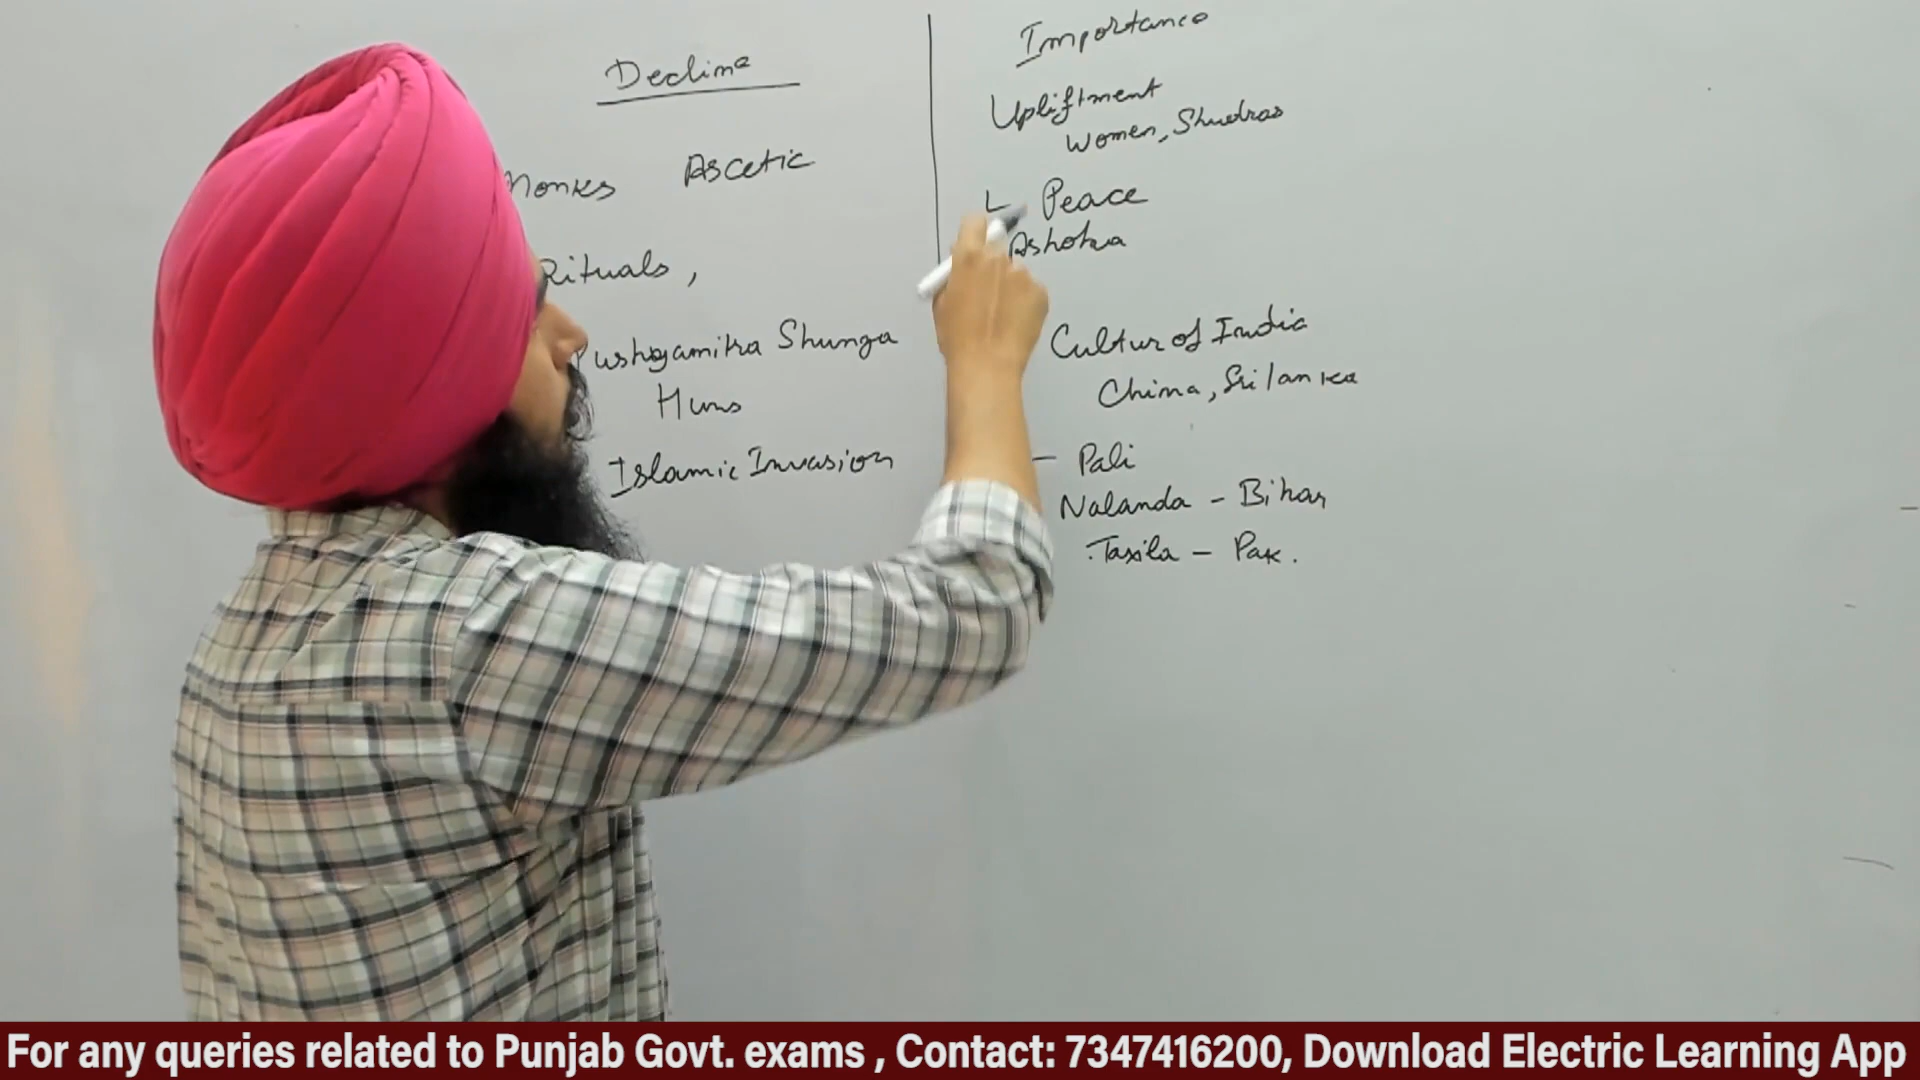 Decline
Monks Ascetic
Rituals,
Pushyamitra Shunga
Huns
Islamic Invasion
Importance
Upliftment
Women, Shudras
Peace
Ashoka
Cultur of India
China, Srilanka
- Pali
Nalanda - Bihar
Taxila - Pak.
For any queries related to Punjab Govt. exams , Contact: 7347416200, Download Electric Learning App